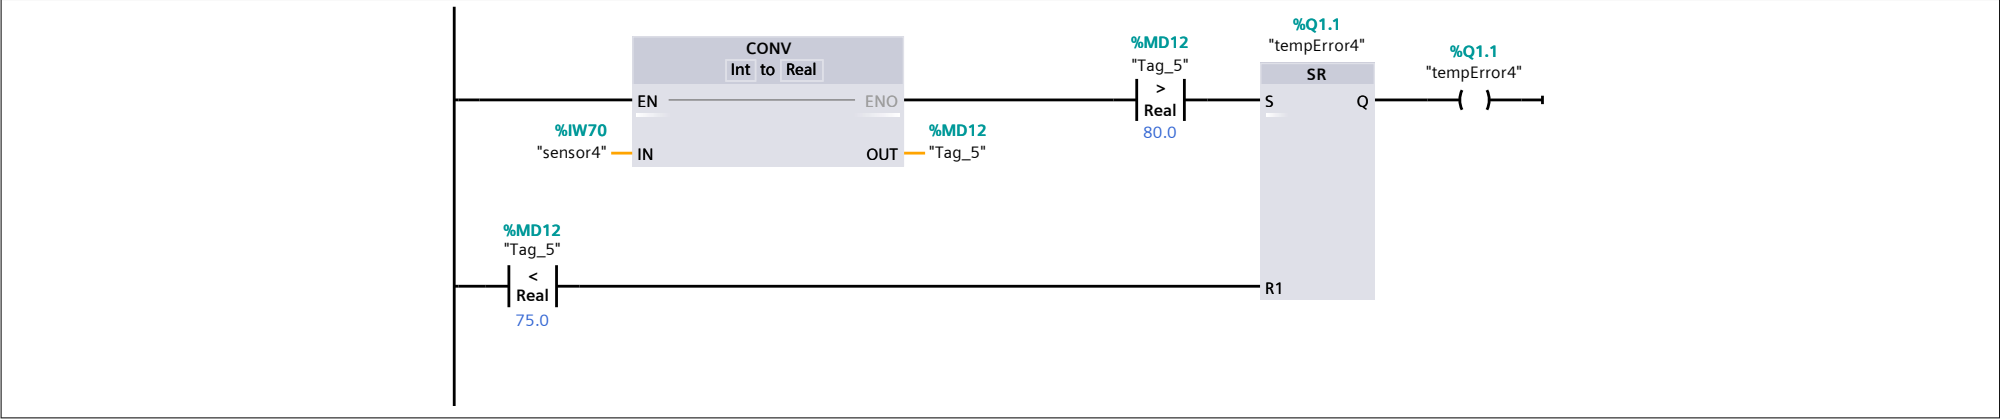 %Q1.1
"tempError4"
%MD12
"Tag_5"
CONV
Int to Real
%Q1.1
"tempError4"
SR
>
Real
80.0
EN
ENO
S
Q
%IW70
"sensor4"
IN
OUT
%MD12
"Tag_5"
%MD12
"Tag_5"
<
Real
75.0
R1